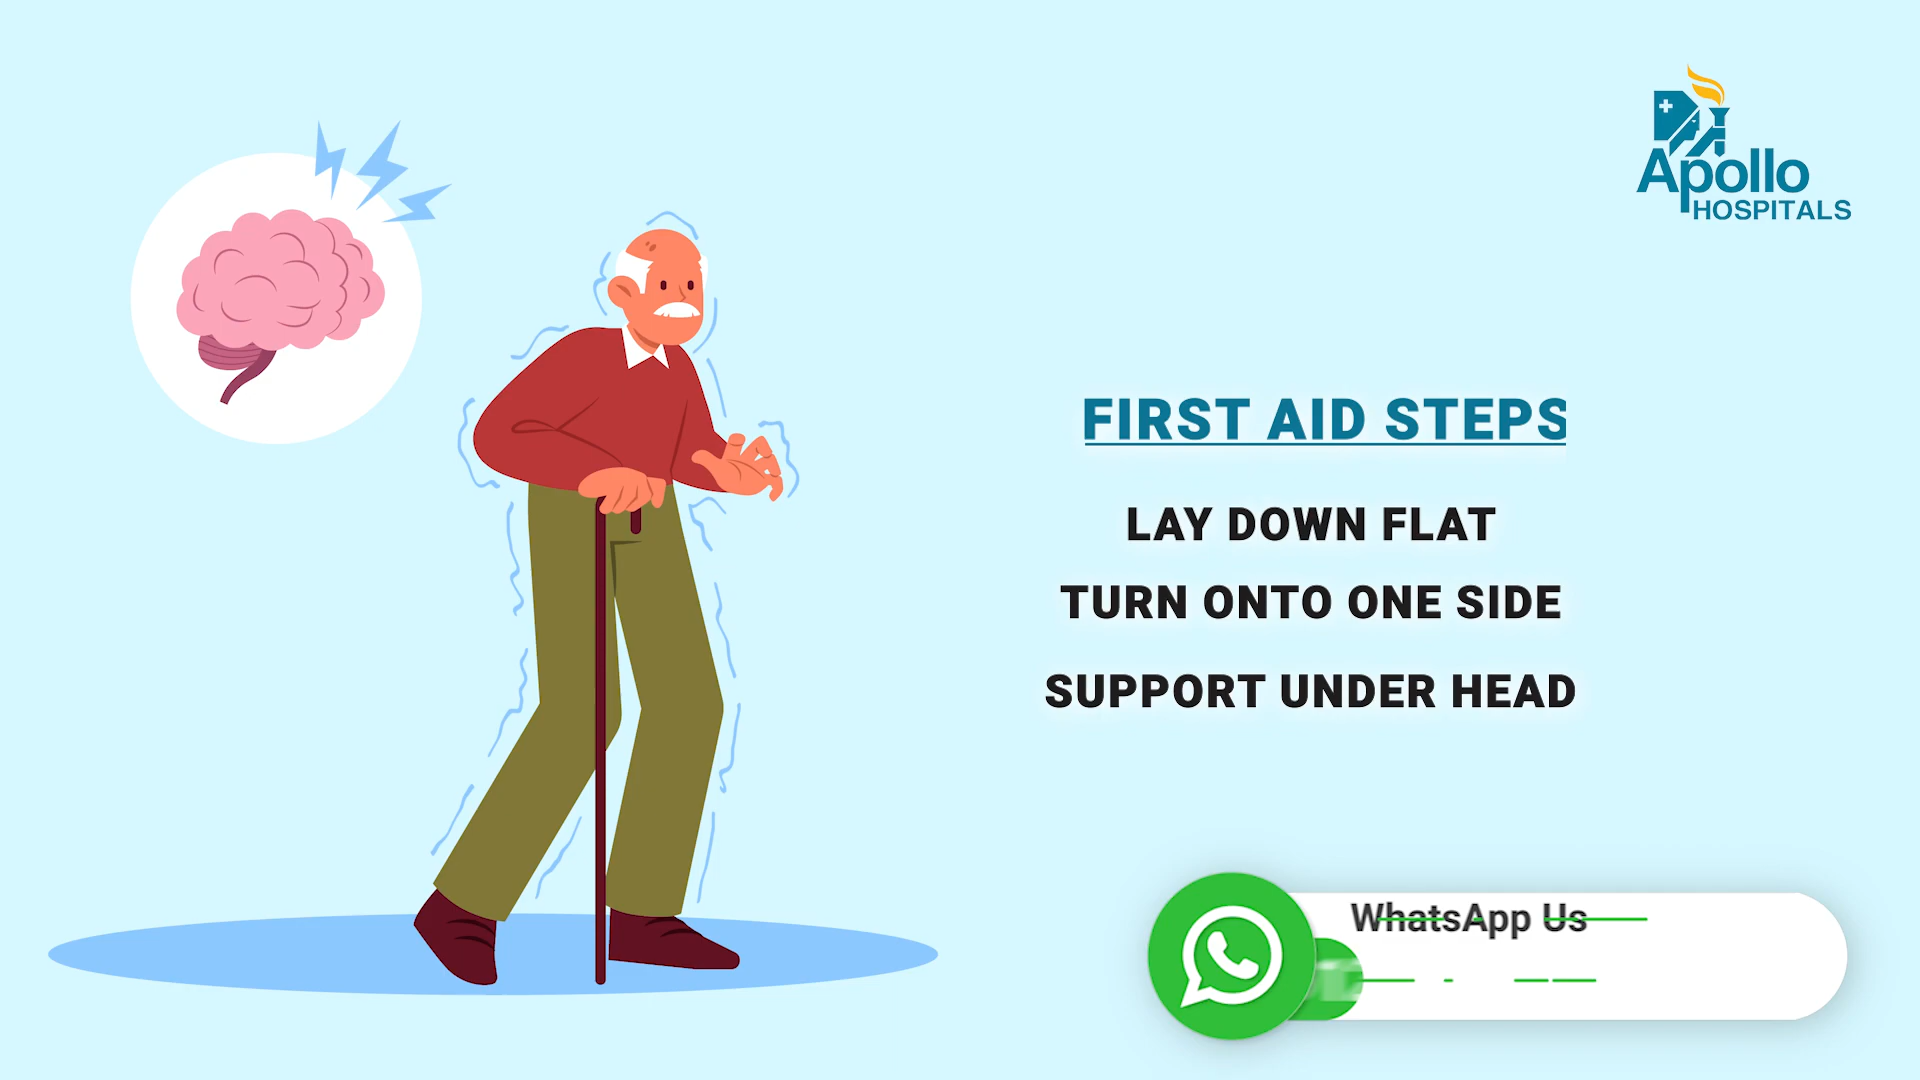 Apollo
HOSPITALS
FIRST AID STEPS
LAY DOWN FLAT
TURN ONTO ONE SIDE
SUPPORT UNDER HEAD
WhatsApp Us